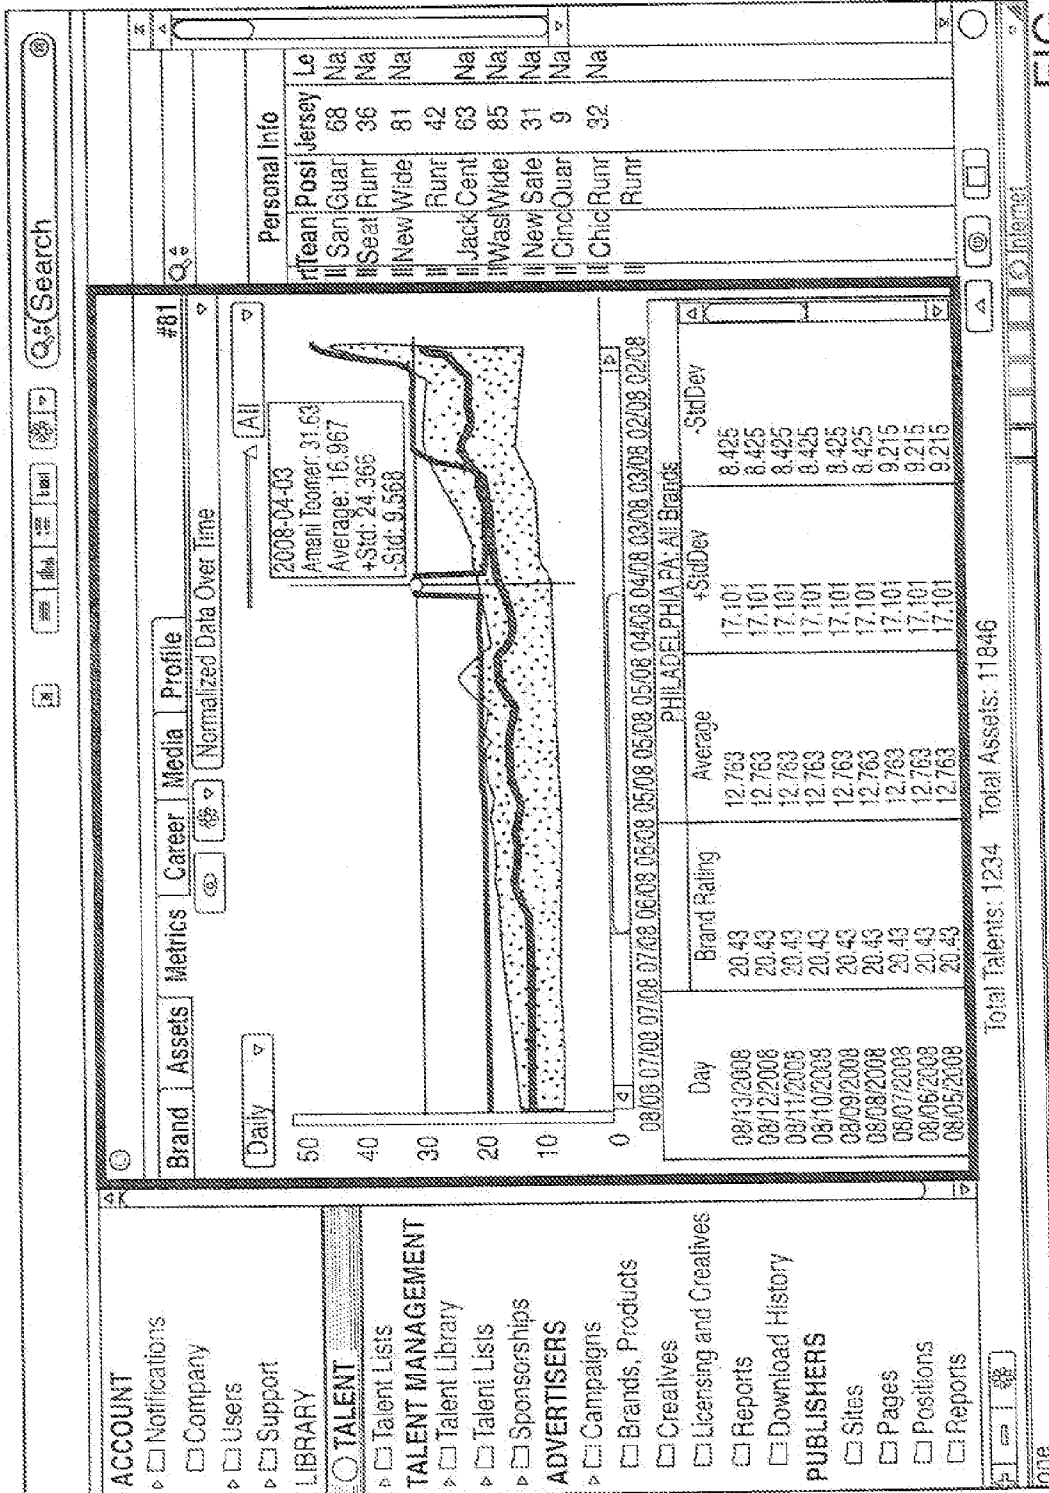 Search
ACCOUNT
Notifications
Company
Users
Support
LIBRARY
TALENT
Talent Lists
TALENT MANAGEMENT
Talent Library
Talent Lists
Sponsorships
ADVERTISERS
Campaigns
Brands, Products
Creatives
Licensing and Creatives
Reports
Download History
PUBLISHERS
Sites
Pages
Positions
Reports
#81
Brand Assets Metrics Career Media Profile
Normalized Data Over Time
Daily All
50
40
30
20
10
0
2008-04-03
Amani Toomer: 31.63
Average: 16.967
+Std: 24.366
-Std: 9.568
08/08 07/08 07/08 07/08 06/08 06/08 05/08 05/08 05/08 04/08 04/08 03/08 03/08 02/08 02/08
PHILADELPHIA PA: All Brands
Day Brand Rating Average +StdDev -StdDev
08/13/2008 20.43 12.763 17.101 8.425
08/12/2008 20.43 12.763 17.101 8.425
08/11/2008 20.43 12.763 17.101 8.425
08/10/2008 20.43 12.763 17.101 8.425
08/09/2008 20.43 12.763 17.101 8.425
08/08/2008 20.43 12.763 17.101 8.425
08/07/2008 20.43 12.763 17.101 9.215
08/06/2008 20.43 12.763 17.101 9.215
08/05/2008 20.43 12.763 17.101 9.215
Personal Info
Tean Posi Jersey Le
San Guar 68 Na
Seat Runr 36 Na
New Wide 81 Na
Runr 42
Jack Cent 63 Na
Wasl Wide 85 Na
New Safe 31 Na
Cinc Quar 9 Na
Chic Runr 32 Na
Runr
Total Talents: 1234 Total Assets: 11846
Internet